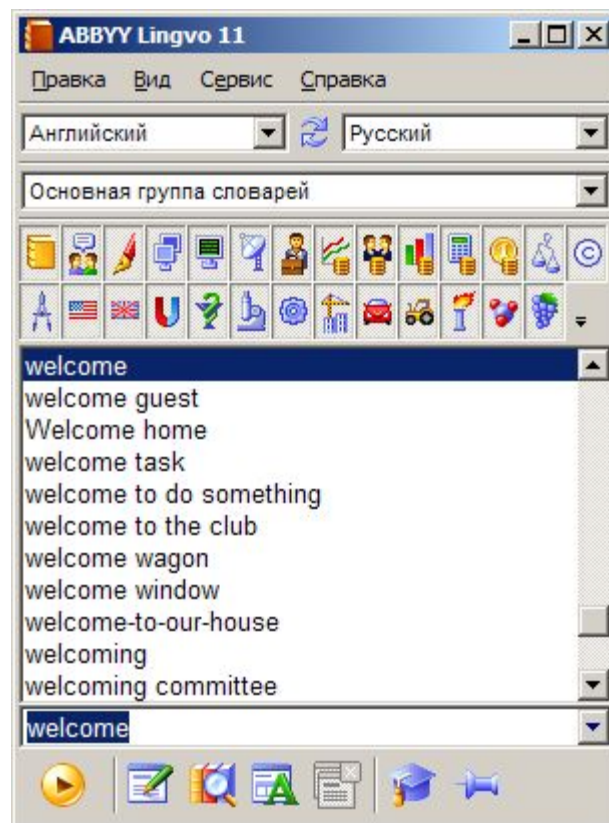 ABBYY Lingvo 11
Правка Вид Сервис Справка
Английский Русский
Основная группа словарей
welcome
welcome guest
Welcome home
welcome task
welcome to do something
welcome to the club
welcome wagon
welcome window
welcome-to-our-house
welcoming
welcoming committee
welcome